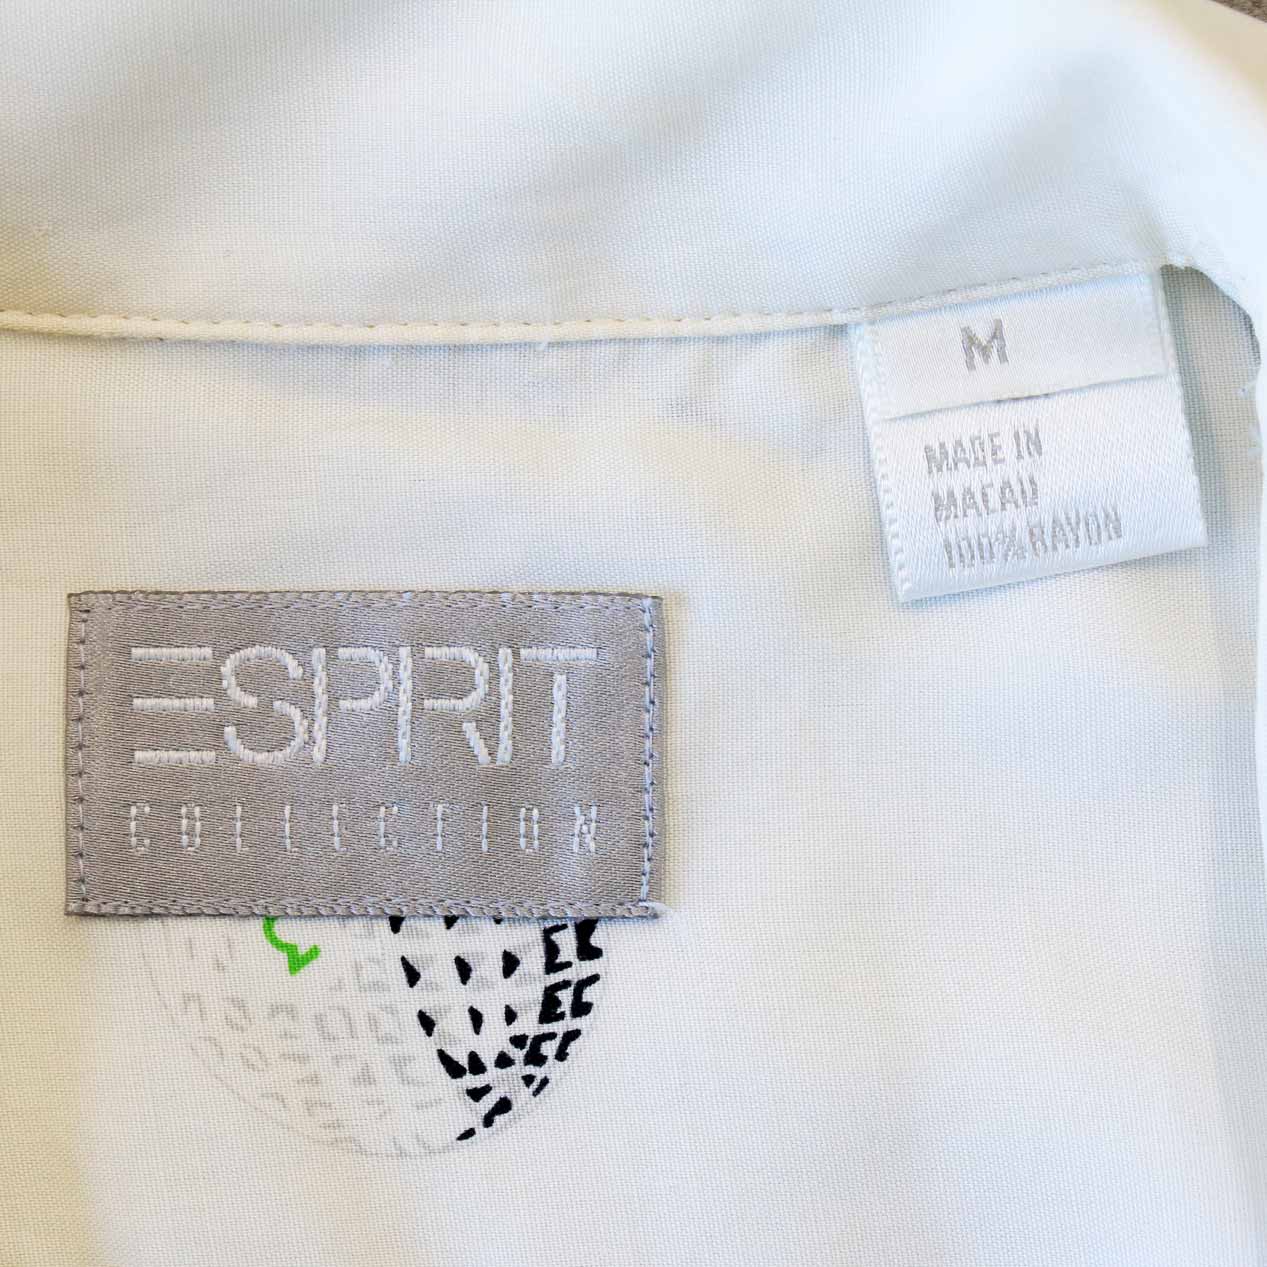 M
MADE IN
MACAU
100% RAYON
ESPRIT
COLLECTION